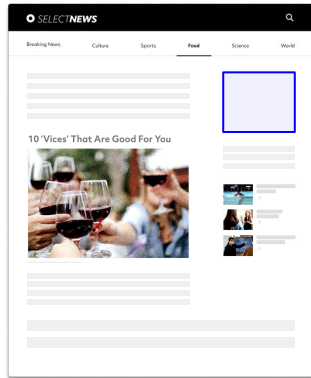 SELECTNEWS
Breaking News Culture Sports Food Science World
10 'Vices' That Are Good For You